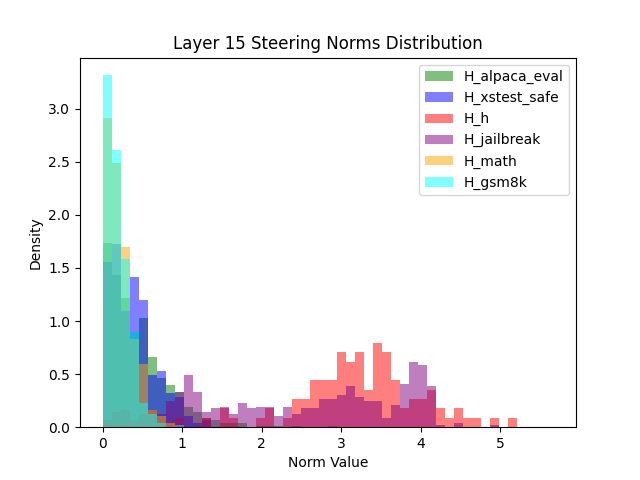 Layer 15 Steering Norms Distribution
H_alpaca_eval
H_xstest_safe
H_h
H_jailbreak
H_math
H_gsm8k
Density
3.0
2.5
2.0
1.5
1.0
0.5
0.0
0 1 2 3 4 5
Norm Value